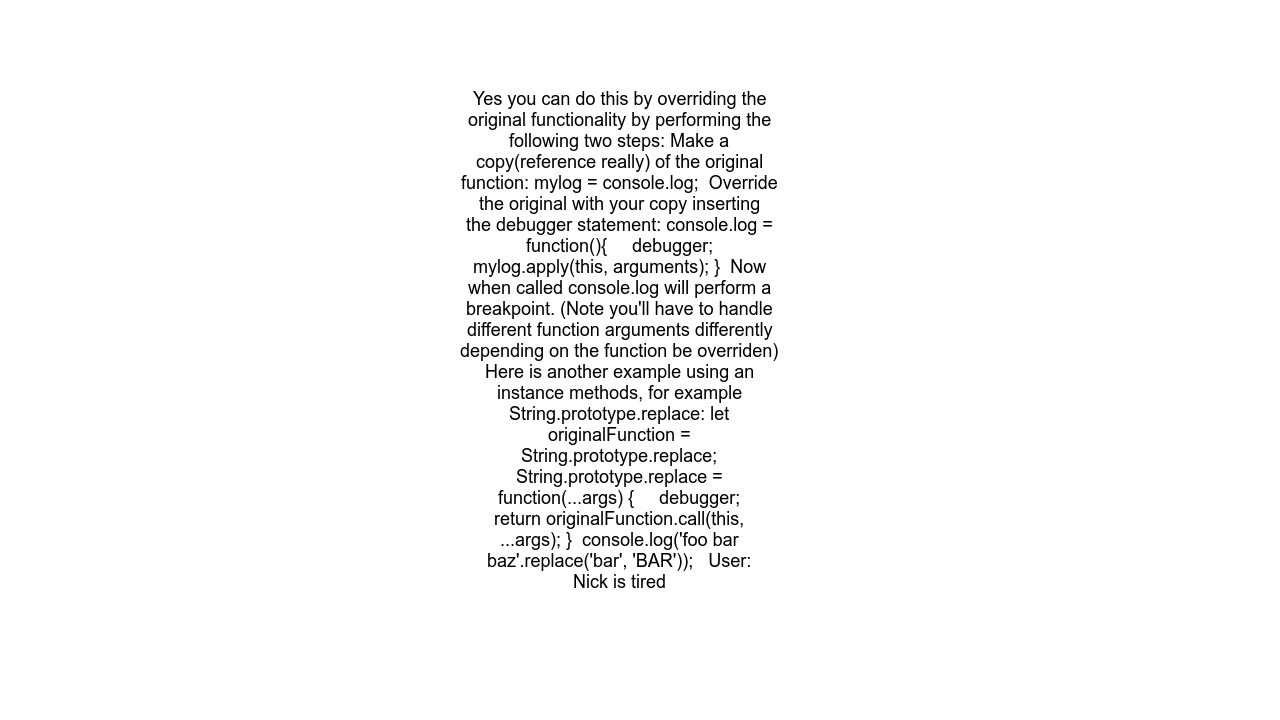 Yes you can do this by overriding the
original functionality by performing the
following two steps: Make a
copy(reference really) of the original
function: mylog = console.log;  Override
the original with your copy inserting
the debugger statement: console.log =
function(){     debugger;
mylog.apply(this, arguments); }  Now
when called console.log will perform a
breakpoint. (Note you'll have to handle
different function arguments differently
depending on the function be overriden)
Here is another example using an
instance methods, for example
String.prototype.replace: let
originalFunction =
String.prototype.replace;
String.prototype.replace =
function(...args) {     debugger;
return originalFunction.call(this,
...args); }  console.log('foo bar
baz'.replace('bar', 'BAR'));   User:
Nick is tired